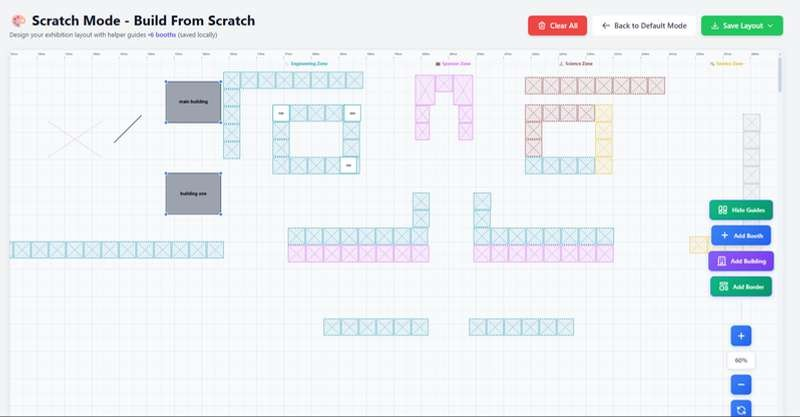 Scratch Mode - Build From Scratch
Design your exhibition layout with helper guides •6 booths (saved locally)
Clear All
Back to Default Mode
Save Layout
Engineering Zone
Sponsor Zone
Science Zone
Science Zone
main building
building one
Hide Guides
Add Booth
Add Building
Add Border
60%